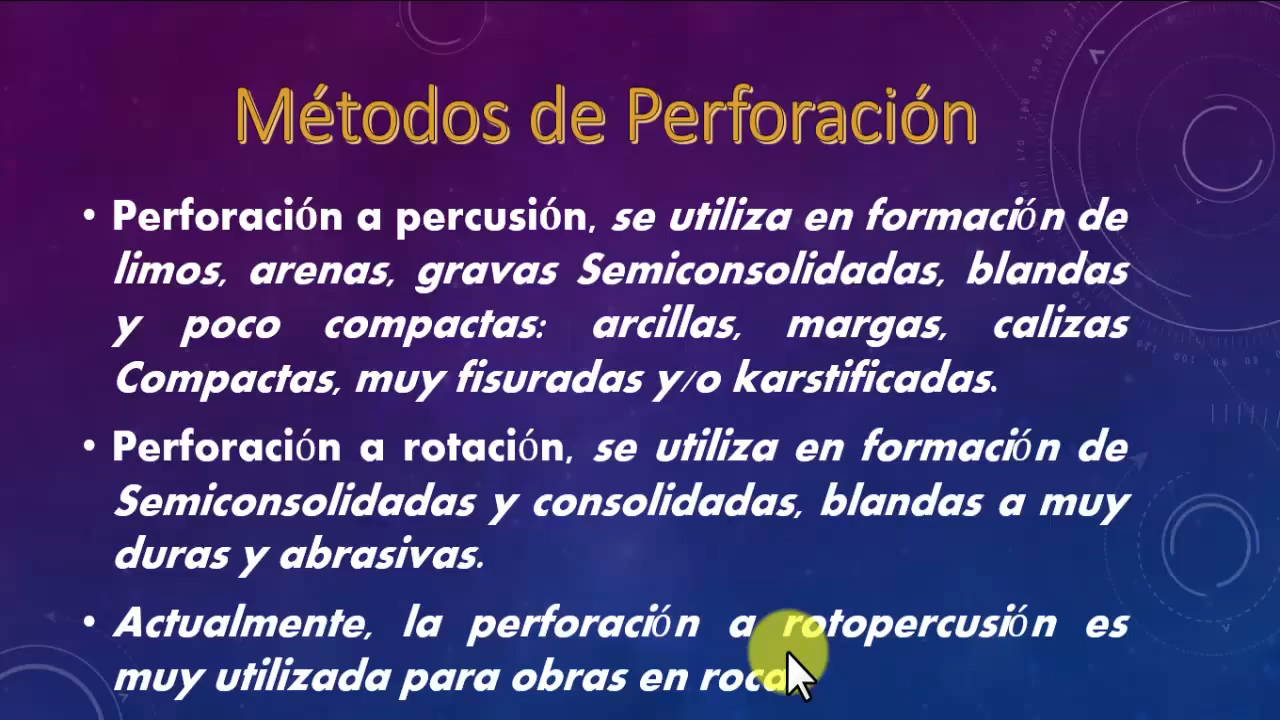 Métodos de Perforación
• Perforación a percusión, se utiliza en formación de
limos, arenas, gravas Semiconsolidadas, blandas
y poco compactas: arcillas, margas, calizas
Compactas, muy fisuradas y/o karstificadas.
• Perforación a rotación, se utiliza en formación de
Semiconsolidadas y consolidadas, blandas a muy
duras y abrasivas.
• Actualmente, la perforación a rotopercusión es
muy utilizada para obras en roca